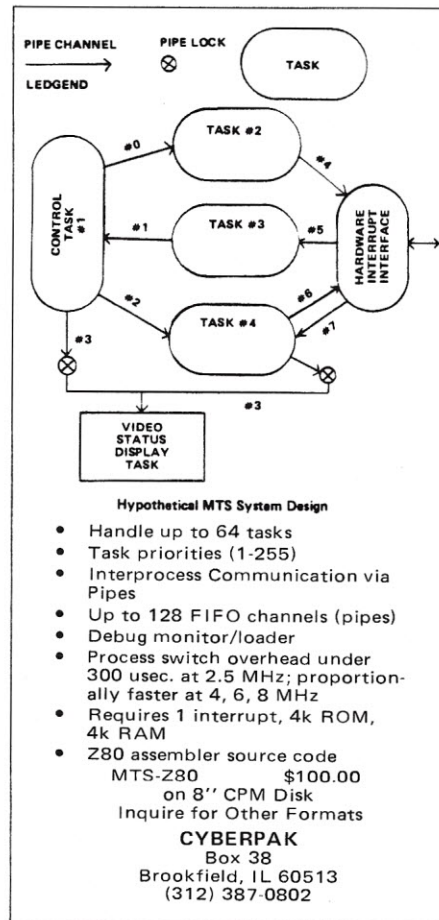 PIPE CHANNEL
PIPE LOCK
TASK
LEDGEND
TASK #2
#0
#4
CONTROL
TASK
#1
#1
TASK #3
#5
HARDWARE
INTERRUPT
INTERFACE
#2
TASK #4
#6
#7
#3
#3
VIDEO
STATUS
DISPLAY
TASK
Hypothetical MTS System Design
• Handle up to 64 tasks
• Task priorities (1-255)
• Interprocess Communication via
Pipes
• Up to 128 FIFO channels (pipes)
• Debug monitor/loader
• Process switch overhead under
300 usec. at 2.5 MHz; proportion-
ally faster at 4, 6, 8 MHz
• Requires 1 interrupt, 4k ROM,
4k RAM
• Z80 assembler source code
MTS-Z80 $100.00
on 8'' CPM Disk
Inquire for Other Formats
CYBERPAK
Box 38
Brookfield, IL 60513
(312) 387-0802